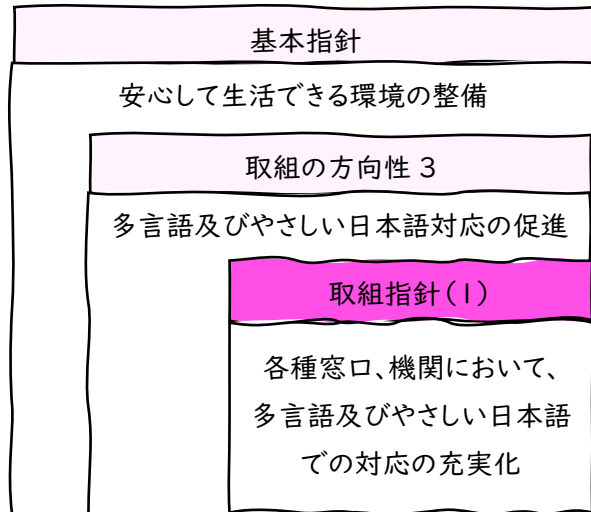 基本指針
安心して生活できる環境の整備
取組の方向性 3
多言語及びやさしい日本語対応の促進
取組指針(1)
各種窓口、機関において、
多言語及びやさしい日本語
での対応の充実化